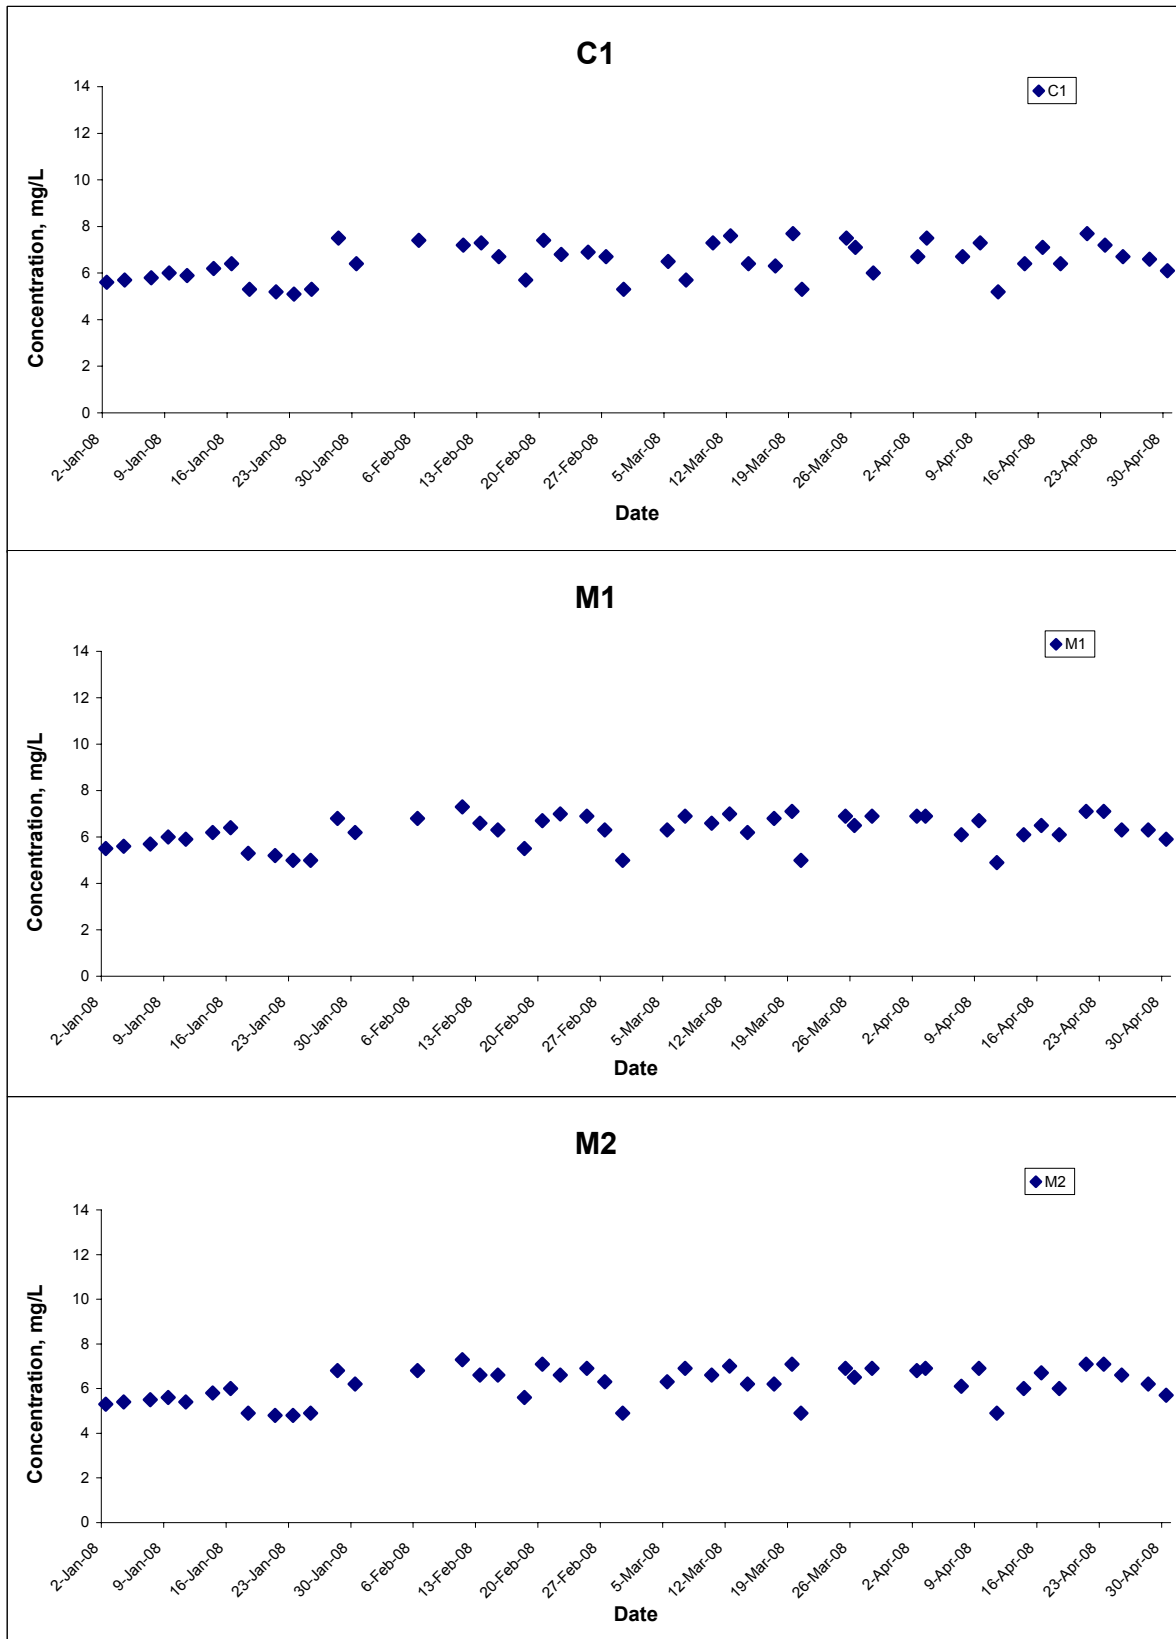 C1
C1
14
12
10
8
6
4
2
0
Concentration, mg/L
2-Jan-08 9-Jan-08 16-Jan-08 23-Jan-08 30-Jan-08 6-Feb-08 13-Feb-08 20-Feb-08 27-Feb-08 5-Mar-08 12-Mar-08 19-Mar-08 26-Mar-08 2-Apr-08 9-Apr-08 16-Apr-08 23-Apr-08 30-Apr-08
Date
M1
M1
14
12
10
8
6
4
2
0
Concentration, mg/L
2-Jan-08 9-Jan-08 16-Jan-08 23-Jan-08 30-Jan-08 6-Feb-08 13-Feb-08 20-Feb-08 27-Feb-08 5-Mar-08 12-Mar-08 19-Mar-08 26-Mar-08 2-Apr-08 9-Apr-08 16-Apr-08 23-Apr-08 30-Apr-08
Date
M2
M2
14
12
10
8
6
4
2
0
Concentration, mg/L
2-Jan-08 9-Jan-08 16-Jan-08 23-Jan-08 30-Jan-08 6-Feb-08 13-Feb-08 20-Feb-08 27-Feb-08 5-Mar-08 12-Mar-08 19-Mar-08 26-Mar-08 2-Apr-08 9-Apr-08 16-Apr-08 23-Apr-08 30-Apr-08
Date